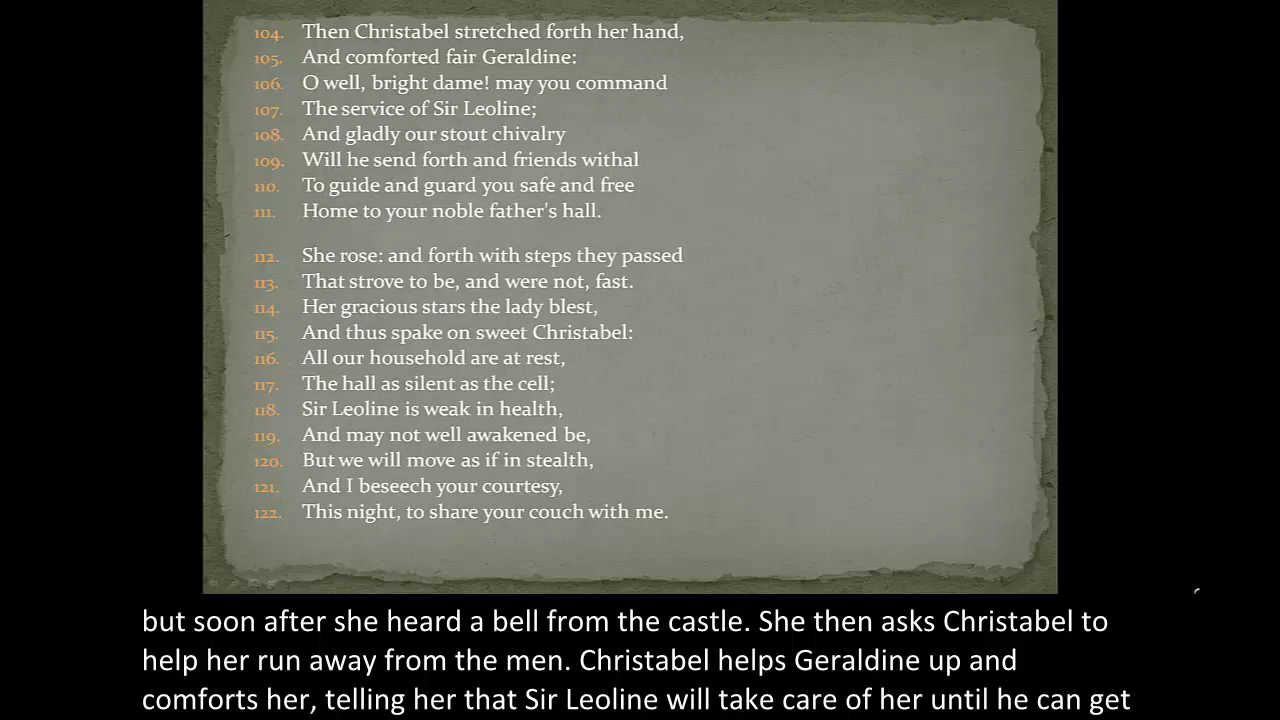 104. Then Christabel stretched forth her hand,
105. And comforted fair Geraldine:
106. O well, bright dame! may you command
107. The service of Sir Leoline;
108. And gladly our stout chivalry
109. Will he send forth and friends withal
110. To guide and guard you safe and free
111. Home to your noble father's hall.
112. She rose: and forth with steps they passed
113. That strove to be, and were not, fast.
114. Her gracious stars the lady blest,
115. And thus spake on sweet Christabel:
116. All our household are at rest,
117. The hall as silent as the cell;
118. Sir Leoline is weak in health,
119. And may not well awakened be,
120. But we will move as if in stealth,
121. And I beseech your courtesy,
122. This night, to share your couch with me.
but soon after she heard a bell from the castle. She then asks Christabel to
help her run away from the men. Christabel helps Geraldine up and
comforts her, telling her that Sir Leoline will take care of her until he can get